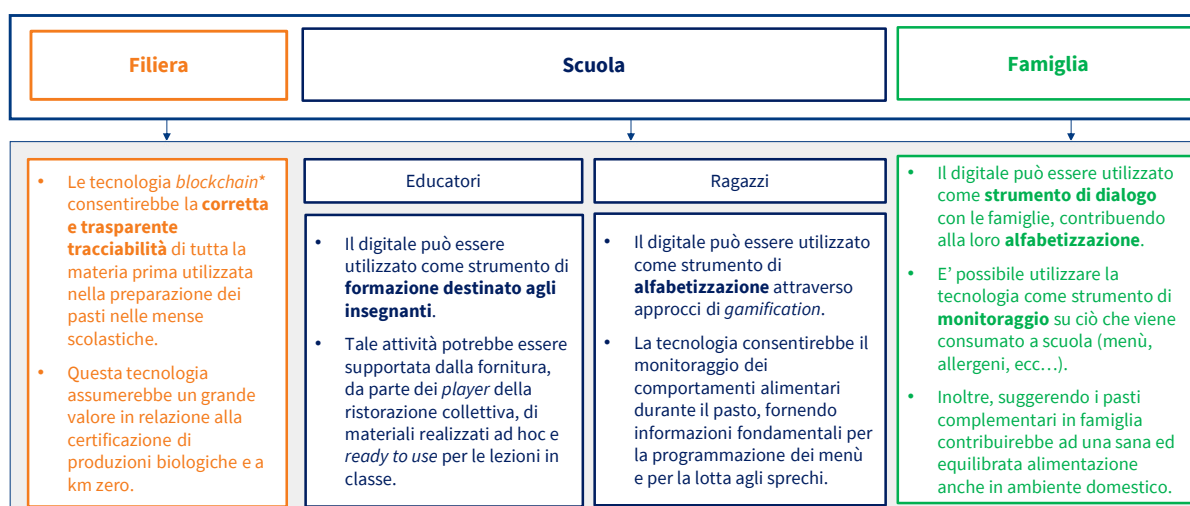 Filiera
Scuola
Famiglia
• Le tecnologia blockchain*
consentirebbe la corretta
e trasparente
tracciabilità di tutta la
materia prima utilizzata
nella preparazione dei
pasti nelle mense
scolastiche.
• Questa tecnologia
assumerebbe un grande
valore in relazione alla
certificazione di
produzioni biologiche e a
km zero.
Educatori
• Il digitale può essere
utilizzato come strumento di
formazione destinato agli
insegnanti.
• Tale attività potrebbe essere
supportata dalla fornitura,
da parte dei player della
ristorazione collettiva, di
materiali realizzati ad hoc e
ready to use per le lezioni in
classe.
Ragazzi
• Il digitale può essere utilizzato
come strumento di
alfabetizzazione attraverso
approcci di gamification.
• La tecnologia consentirebbe il
monitoraggio dei
comportamenti alimentari
durante il pasto, fornendo
informazioni fondamentali per
la programmazione dei menù
e per la lotta agli sprechi.
• Il digitale può essere utilizzato
come strumento di dialogo
con le famiglie, contribuendo
alla loro alfabetizzazione.
• E’ possibile utilizzare la
tecnologia come strumento di
monitoraggio su ciò che viene
consumato a scuola (menù,
allergeni, ecc…).
• Inoltre, suggerendo i pasti
complementari in famiglia
contribuirebbe ad una sana ed
equilibrata alimentazione
anche in ambiente domestico.